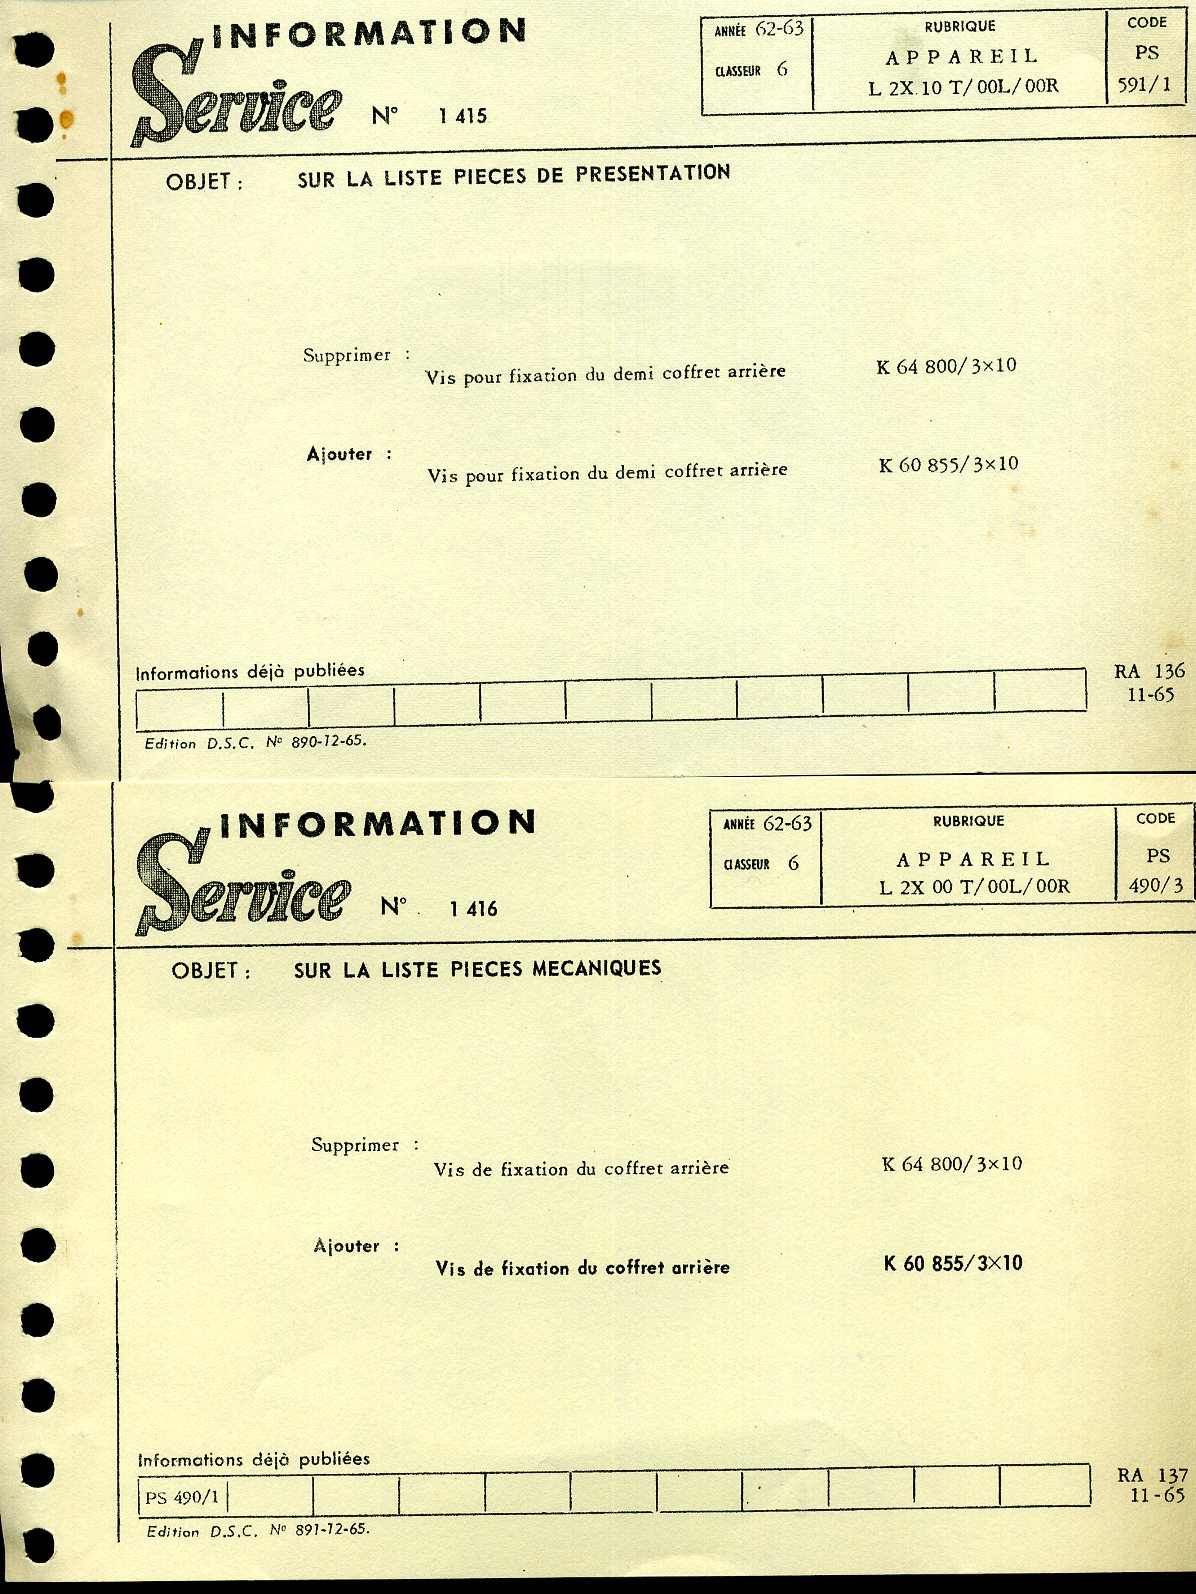 INFORMATION
Service N° 1 415
ANNÉE 62-63
CLASSEUR 6
RUBRIQUE
APPAREIL
L 2X 10 T/00L/00R
CODE
PS
591/1
OBJET : SUR LA LISTE PIECES DE PRESENTATION
Supprimer :
Vis pour fixation du demi coffret arrière K 64 800/3×10
Ajouter :
Vis pour fixation du demi coffret arrière K 60 855/3×10
Informations déjà publiées
RA 136
11-65
Edition D.S.C. N° 890-12-65.
INFORMATION
Service N° 1 416
ANNÉE 62-63
CLASSEUR 6
RUBRIQUE
APPAREIL
L 2X 00 T/00L/00R
CODE
PS
490/3
OBJET : SUR LA LISTE PIECES MECANIQUES
Supprimer :
Vis de fixation du coffret arrière K 64 800/3×10
Ajouter :
Vis de fixation du coffret arrière K 60 855/3×10
Informations déjà publiées
PS 490/1
RA 137
11-65
Edition D.S.C. N° 891-12-65.